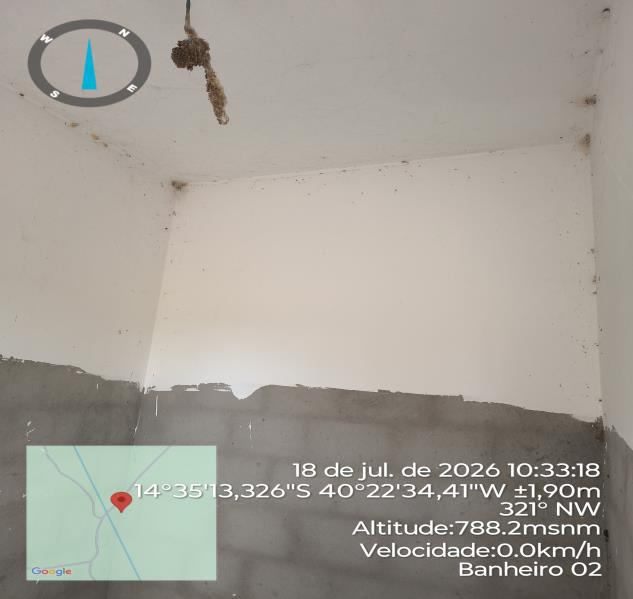 N
W
E
S
18 de jul. de 2026 10:33:18
14°35'13,326"S 40°22'34,41"W ±1,90m
321° NW
Altitude:788.2msnm
Velocidade:0.0km/h
Banheiro 02
Google